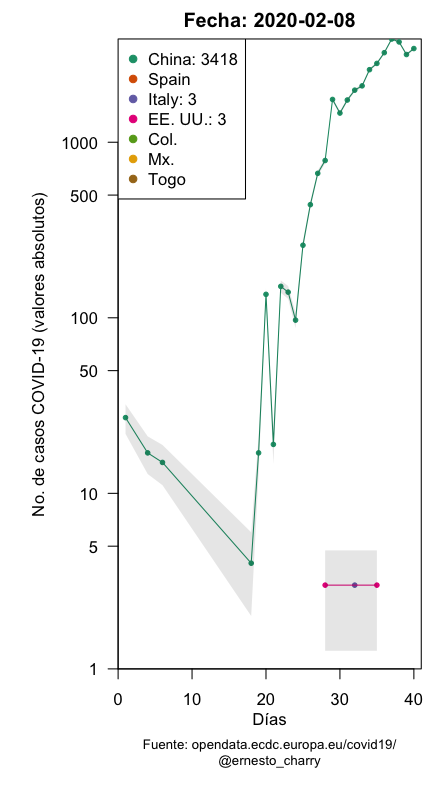 Fecha: 2020-02-08
China: 3418
Spain
Italy: 3
EE. UU.: 3
Col.
Mx.
Togo
No. de casos COVID-19 (valores absolutos)
1000
500
100
50
10
5
1
0 10 20 30 40
Días
Fuente: opendata.ecdc.europa.eu/covid19/
@ernesto_charry